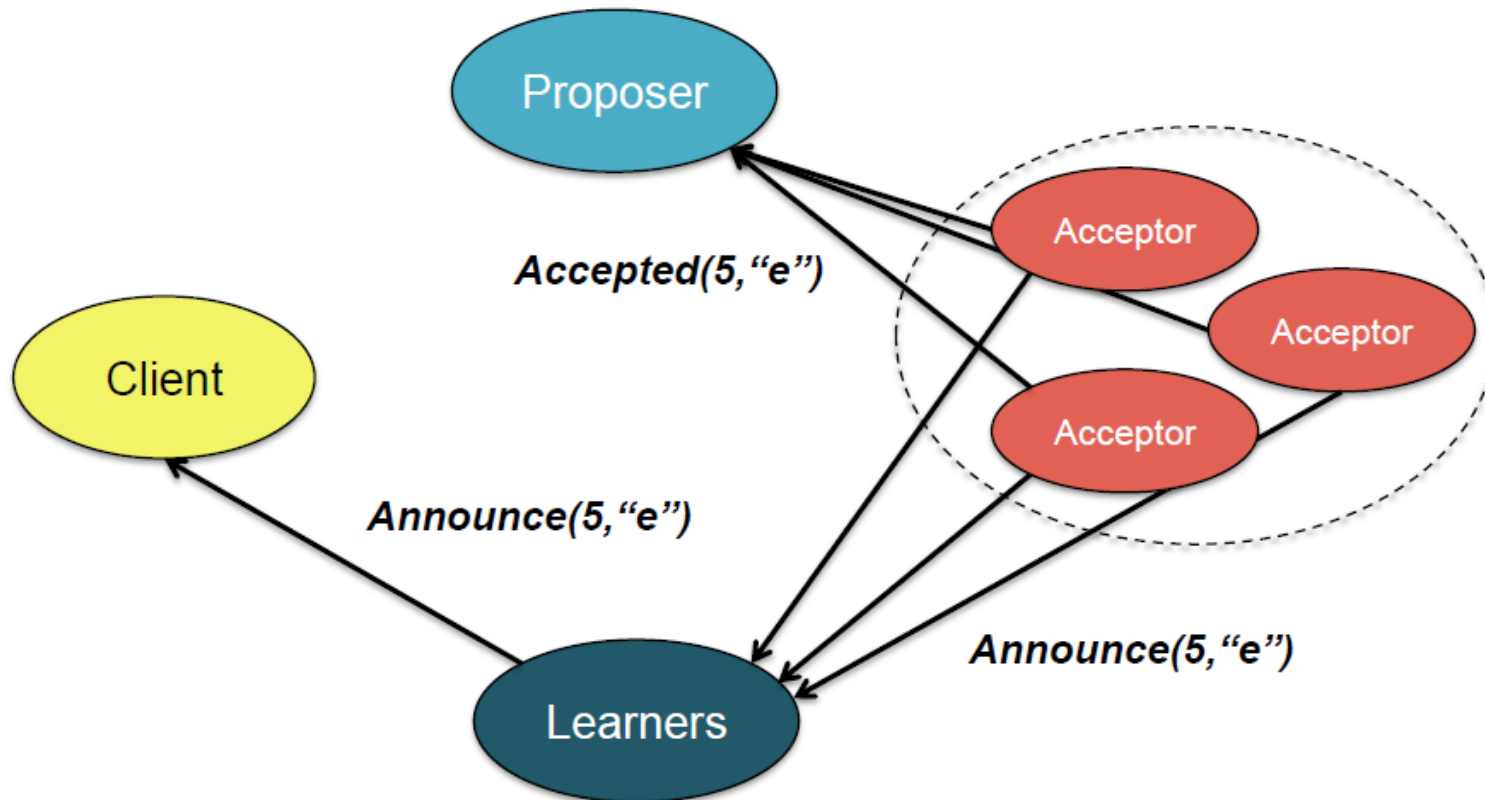 Proposer
Acceptor
Accepted(5,“e”)
Acceptor
Client
Acceptor
Announce(5,“e”)
Announce(5,“e”)
Learners